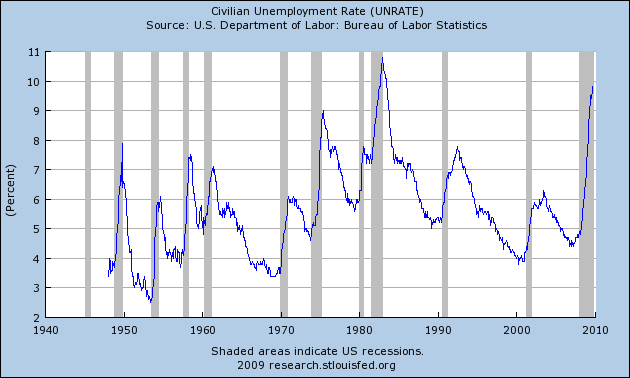 Civilian Unemployment Rate (UNRATE)
Source: U.S. Department of Labor: Bureau of Labor Statistics
11
10
9
8
7
6
5
4
3
2
(Percent)
1940 1950 1960 1970 1980 1990 2000 2010
Shaded areas indicate US recessions.
2009 research.stlouisfed.org